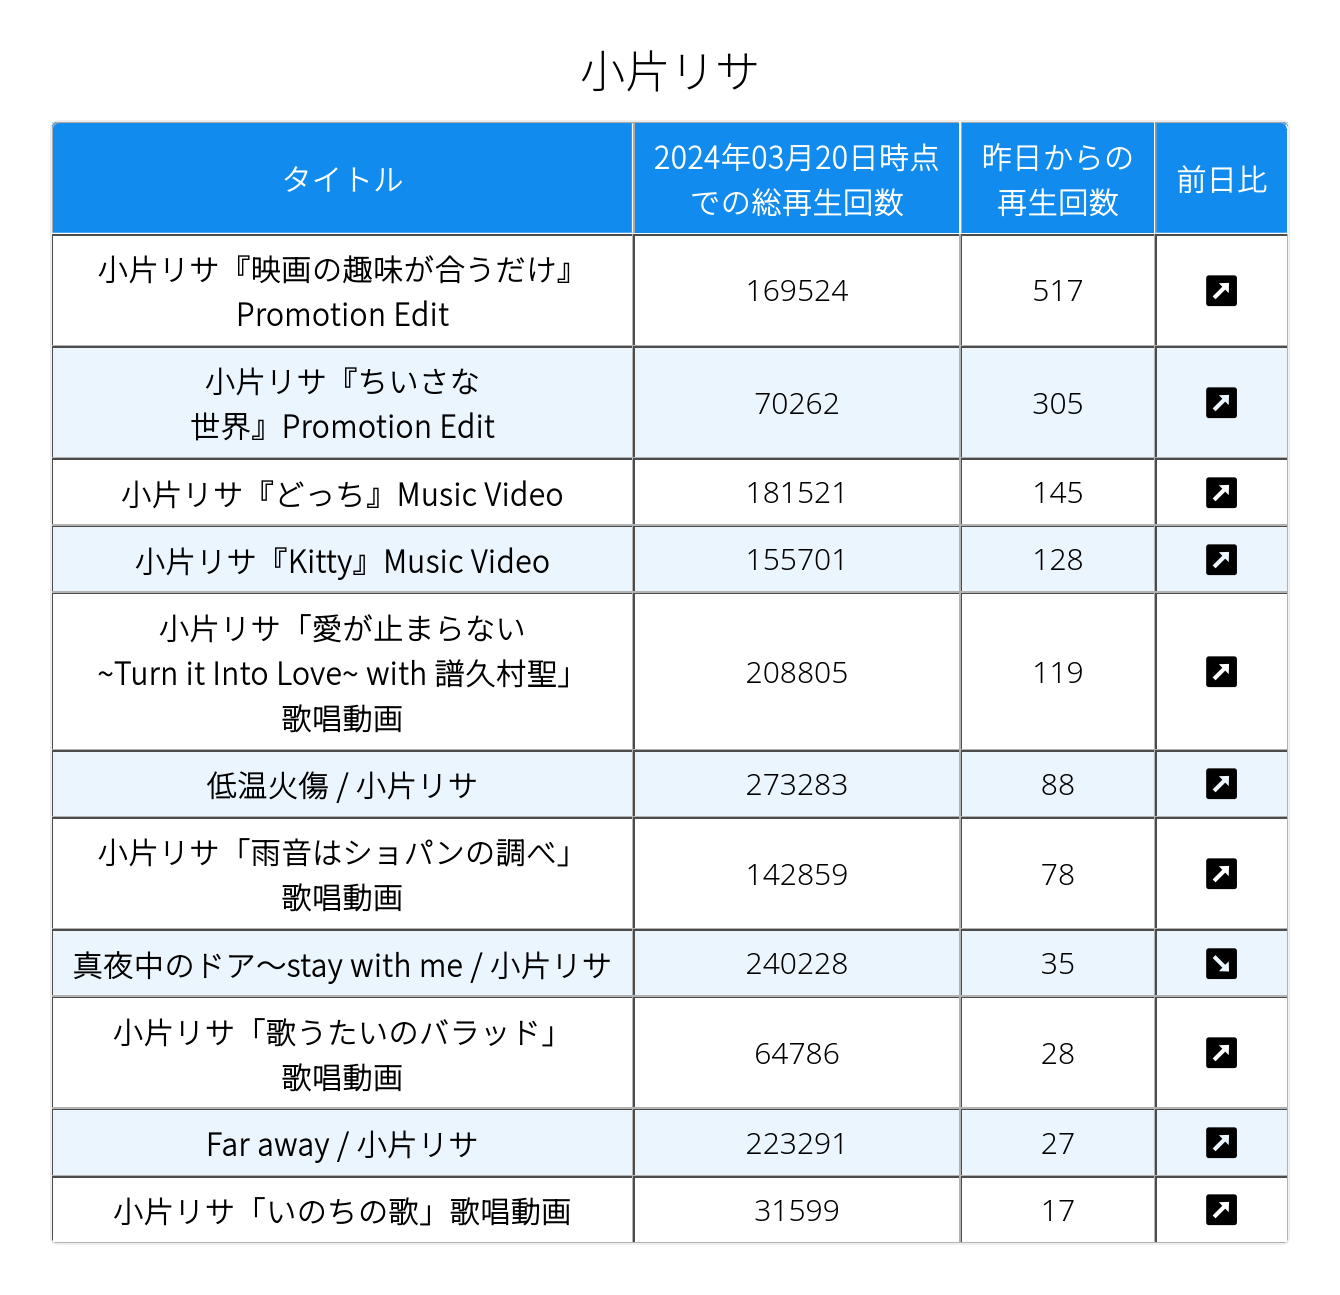 小片リサ
タイトル
2024年03月20日時点
での総再生回数
昨日からの
再生回数
前日比
小片リサ『映画の趣味が合うだけ』
Promotion Edit
169524
517
小片リサ『ちいさな
世界』Promotion Edit
70262
305
小片リサ『どっち』Music Video
181521
145
小片リサ『Kitty』Music Video
155701
128
小片リサ「愛が止まらない
~Turn it Into Love~ with 譜久村聖」
歌唱動画
208805
119
低温火傷 / 小片リサ
273283
88
小片リサ「雨音はショパンの調べ」
歌唱動画
142859
78
真夜中のドア〜stay with me / 小片リサ
240228
35
小片リサ「歌うたいのバラッド」
歌唱動画
64786
28
Far away / 小片リサ
223291
27
小片リサ「いのちの歌」歌唱動画
31599
17